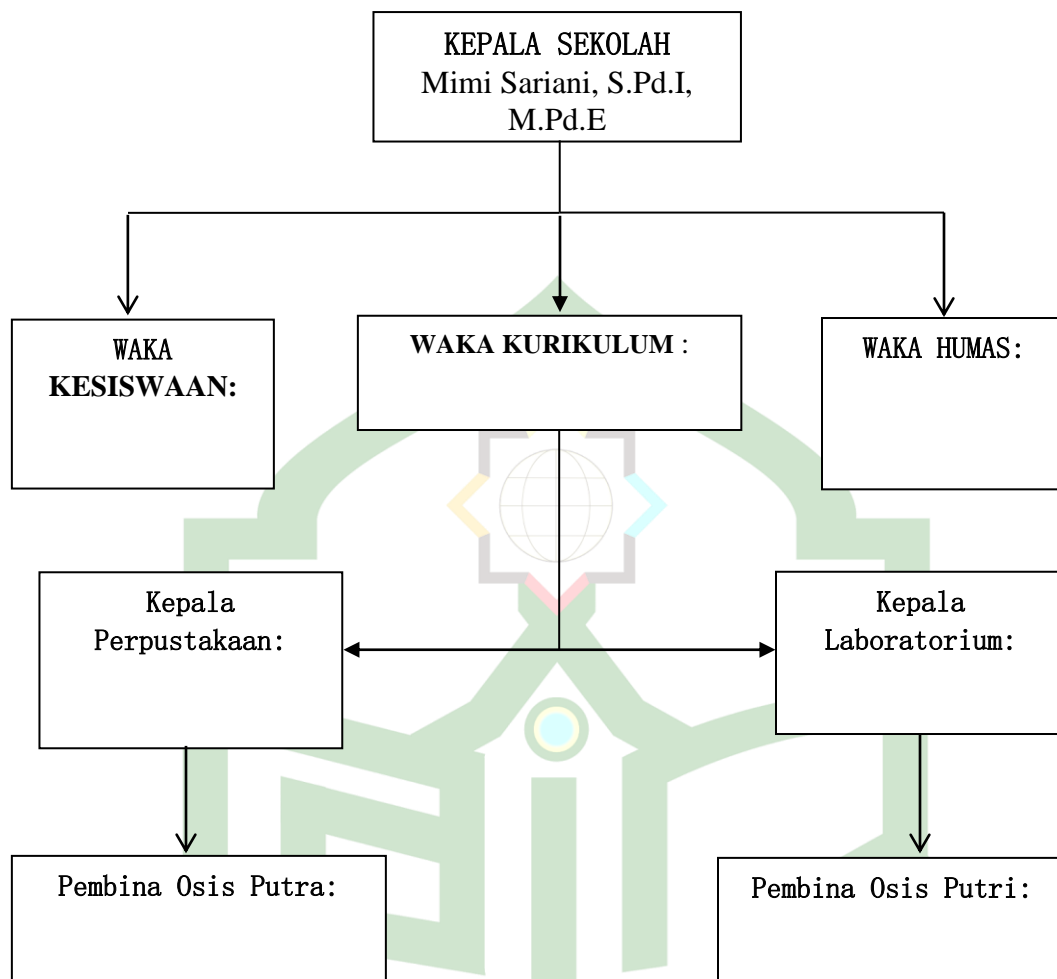 KEPALA SEKOLAH
Mimi Sariani, S.Pd.I,
M.Pd.E
WAKA
KESISWAAN:
WAKA KURIKULUM :
WAKA HUMAS:
Kepala
Perpustakaan:
Kepala
Laboratorium:
Pembina Osis Putra:
Pembina Osis Putri: